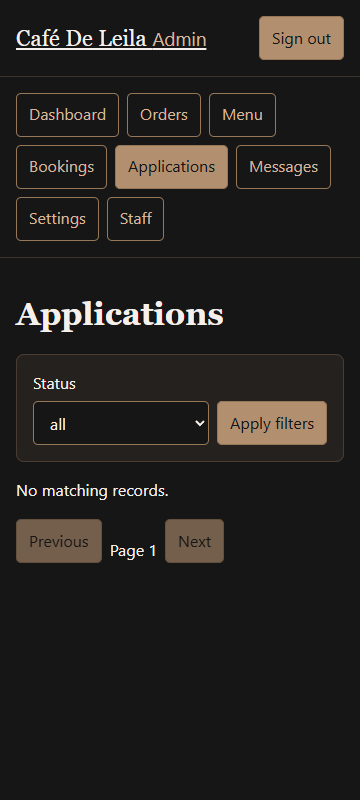 Café De Leila Admin
Sign out
Dashboard
Orders
Menu
Bookings
Applications
Messages
Settings
Staff
Applications
Status
all
Apply filters
No matching records.
Previous
Page 1
Next